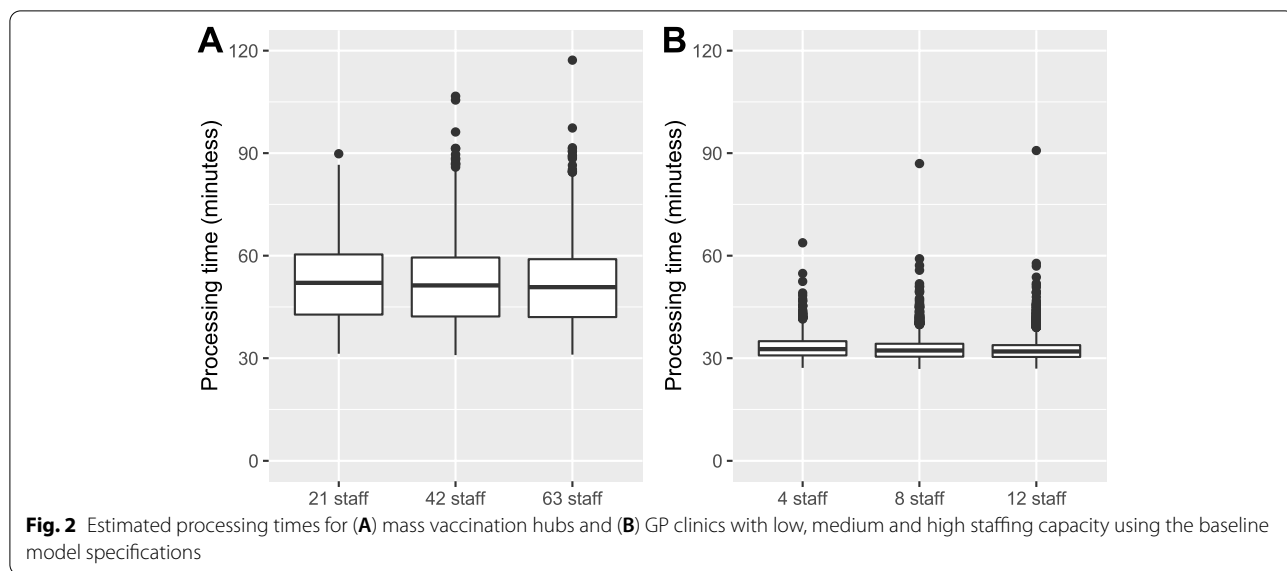 A
B
120
90
60
30
0
Processing time (minutess)
21 staff 42 staff 63 staff
120
90
60
30
0
Processing time (minutess)
4 staff 8 staff 12 staff
Fig. 2 Estimated processing times for (A) mass vaccination hubs and (B) GP clinics with low, medium and high staffing capacity using the baseline
model specifications